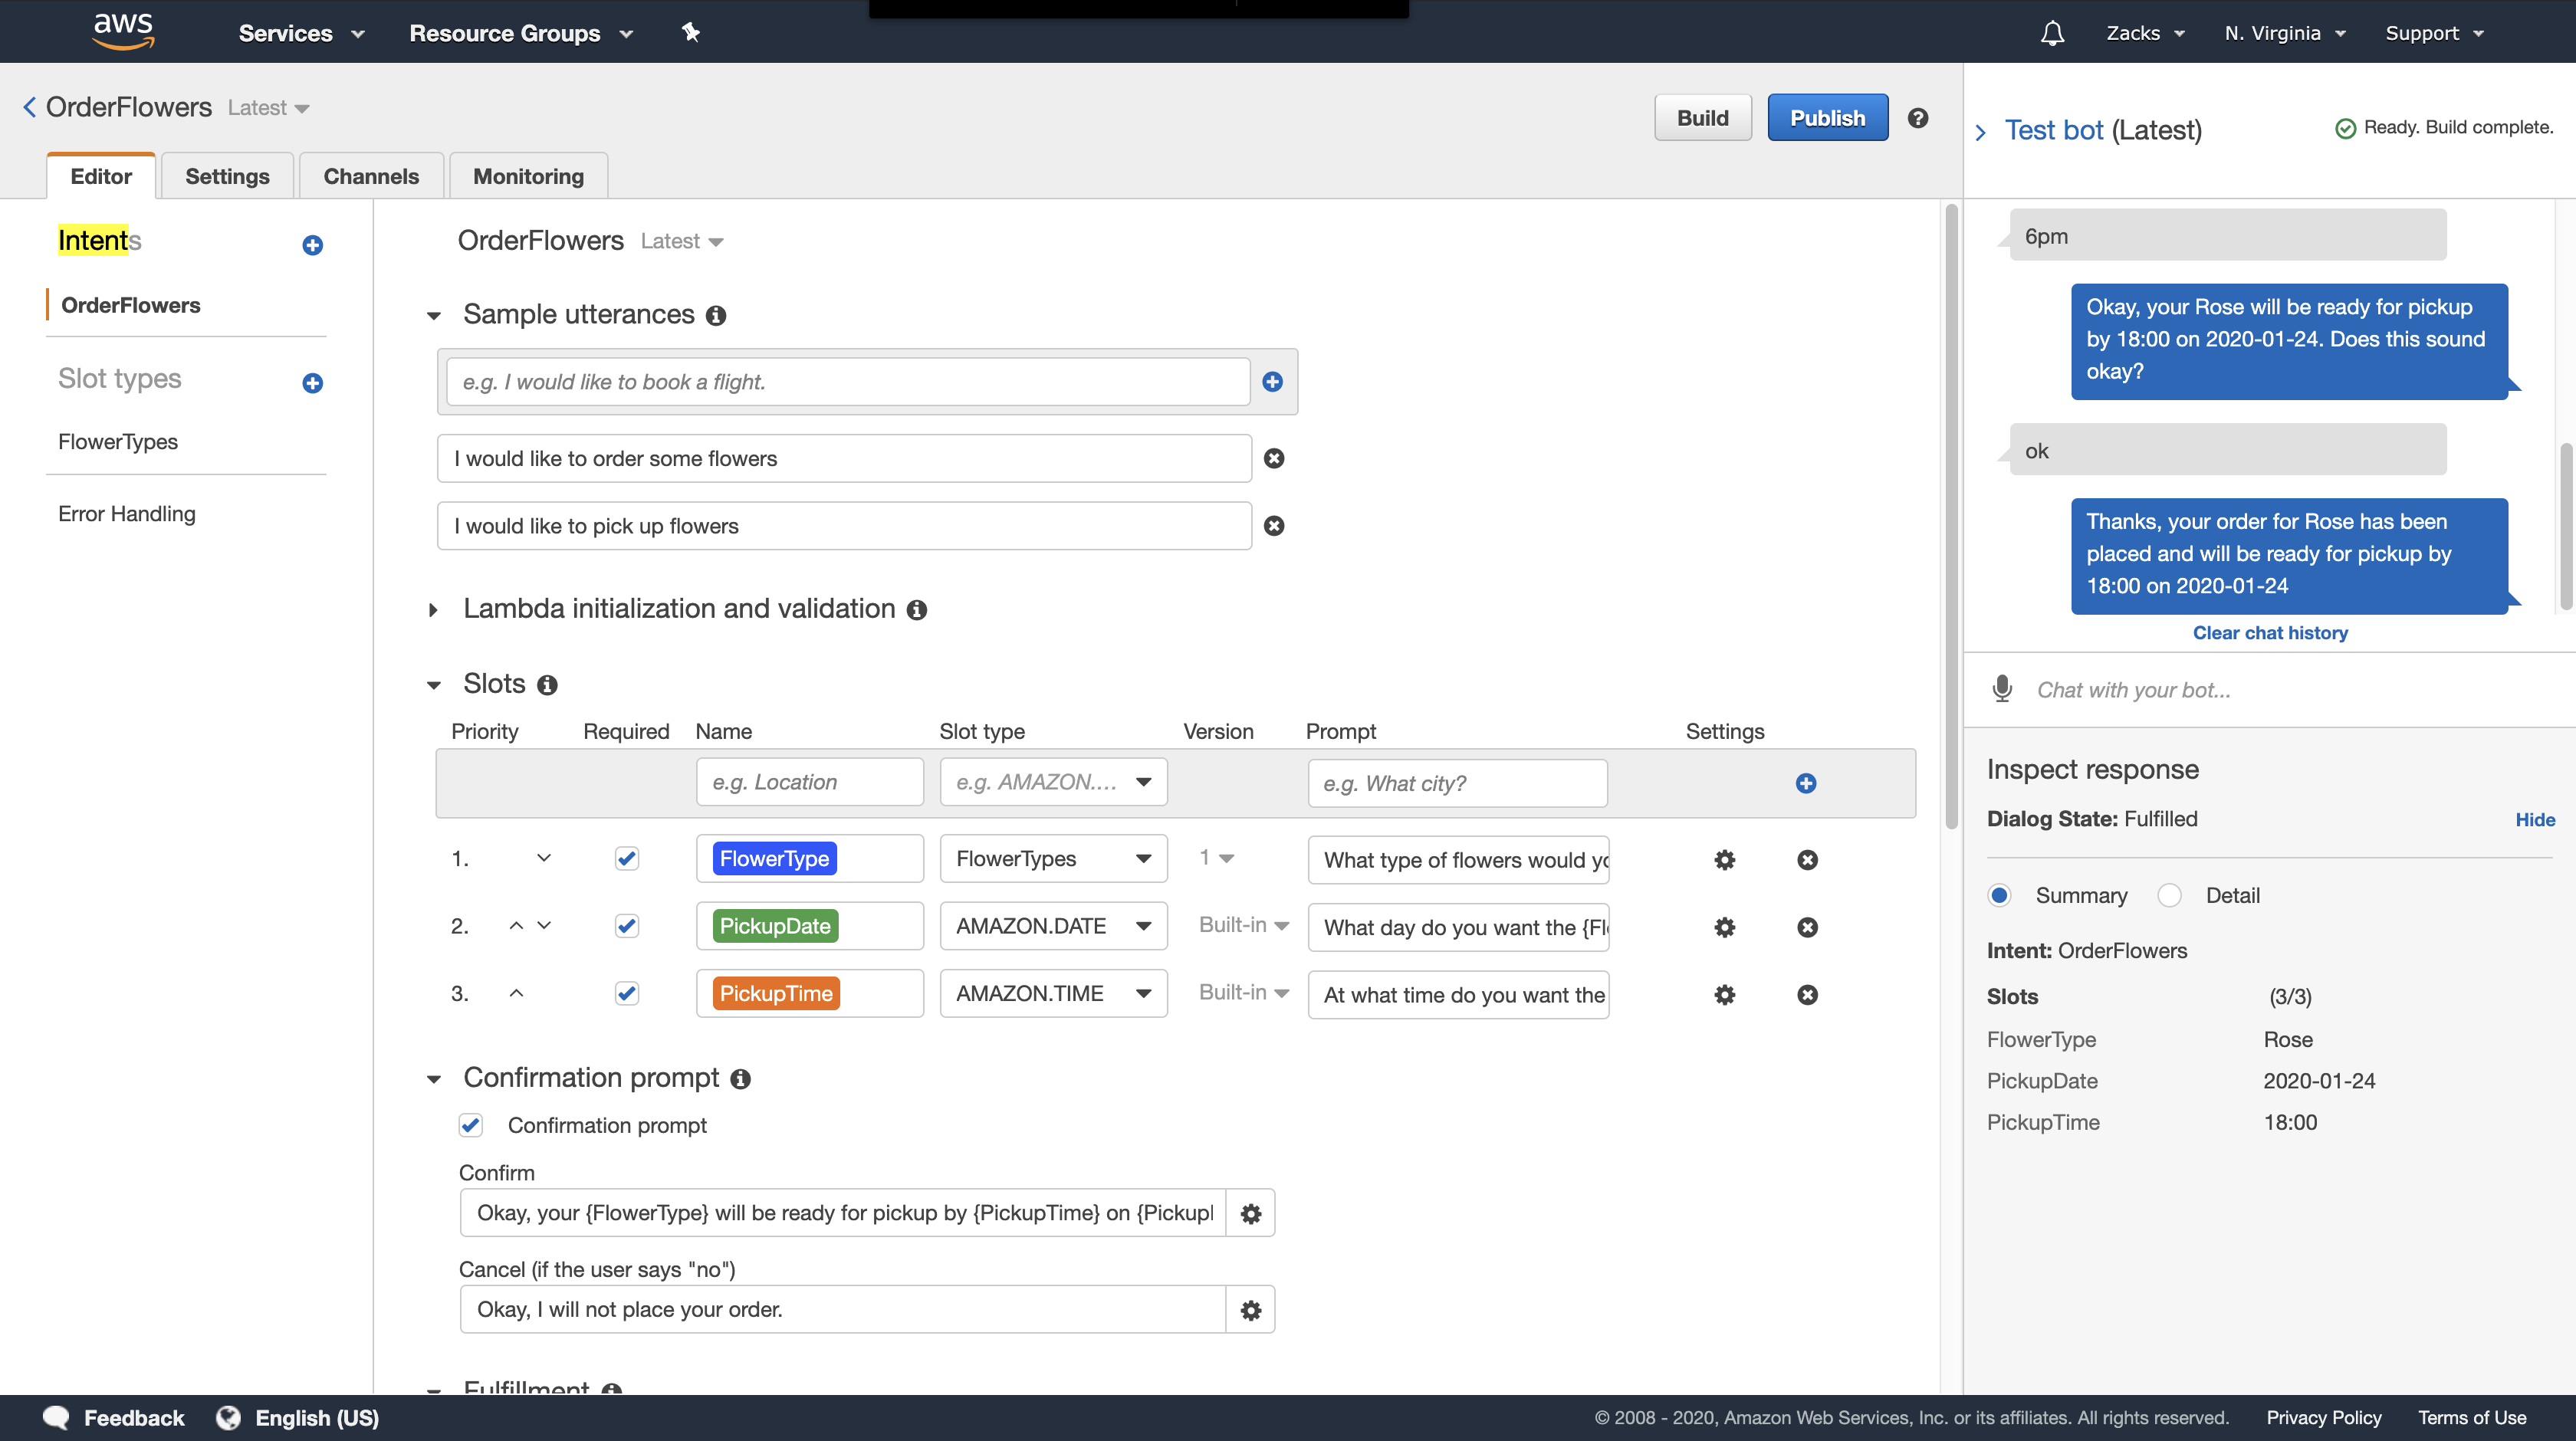 aws Services Resource Groups Zacks N. Virginia Support
OrderFlowers Latest
Build Publish
Editor Settings Channels Monitoring
Intents
OrderFlowers
Slot types
FlowerTypes
Error Handling
OrderFlowers Latest
Sample utterances
e.g. I would like to book a flight.
I would like to order some flowers
I would like to pick up flowers
Lambda initialization and validation
Slots
Priority Required Name Slot type Version Prompt Settings
e.g. Location e.g. AMAZON.... e.g. What city?
1. FlowerType FlowerTypes 1 What type of flowers would yo
2. PickupDate AMAZON.DATE Built-in What day do you want the {Fl
3. PickupTime AMAZON.TIME Built-in At what time do you want the
Confirmation prompt
Confirmation prompt
Confirm
Okay, your {FlowerType} will be ready for pickup by {PickupTime} on {Pickup
Cancel (if the user says "no")
Okay, I will not place your order.
Fulfillment
Test bot (Latest) Ready. Build complete.
6pm
Okay, your Rose will be ready for pickup
by 18:00 on 2020-01-24. Does this sound
okay?
ok
Thanks, your order for Rose has been
placed and will be ready for pickup by
18:00 on 2020-01-24
Clear chat history
Chat with your bot...
Inspect response
Dialog State: Fulfilled Hide
Summary Detail
Intent: OrderFlowers
Slots (3/3)
FlowerType Rose
PickupDate 2020-01-24
PickupTime 18:00
Feedback English (US) © 2008 - 2020, Amazon Web Services, Inc. or its affiliates. All rights reserved. Privacy Policy Terms of Use